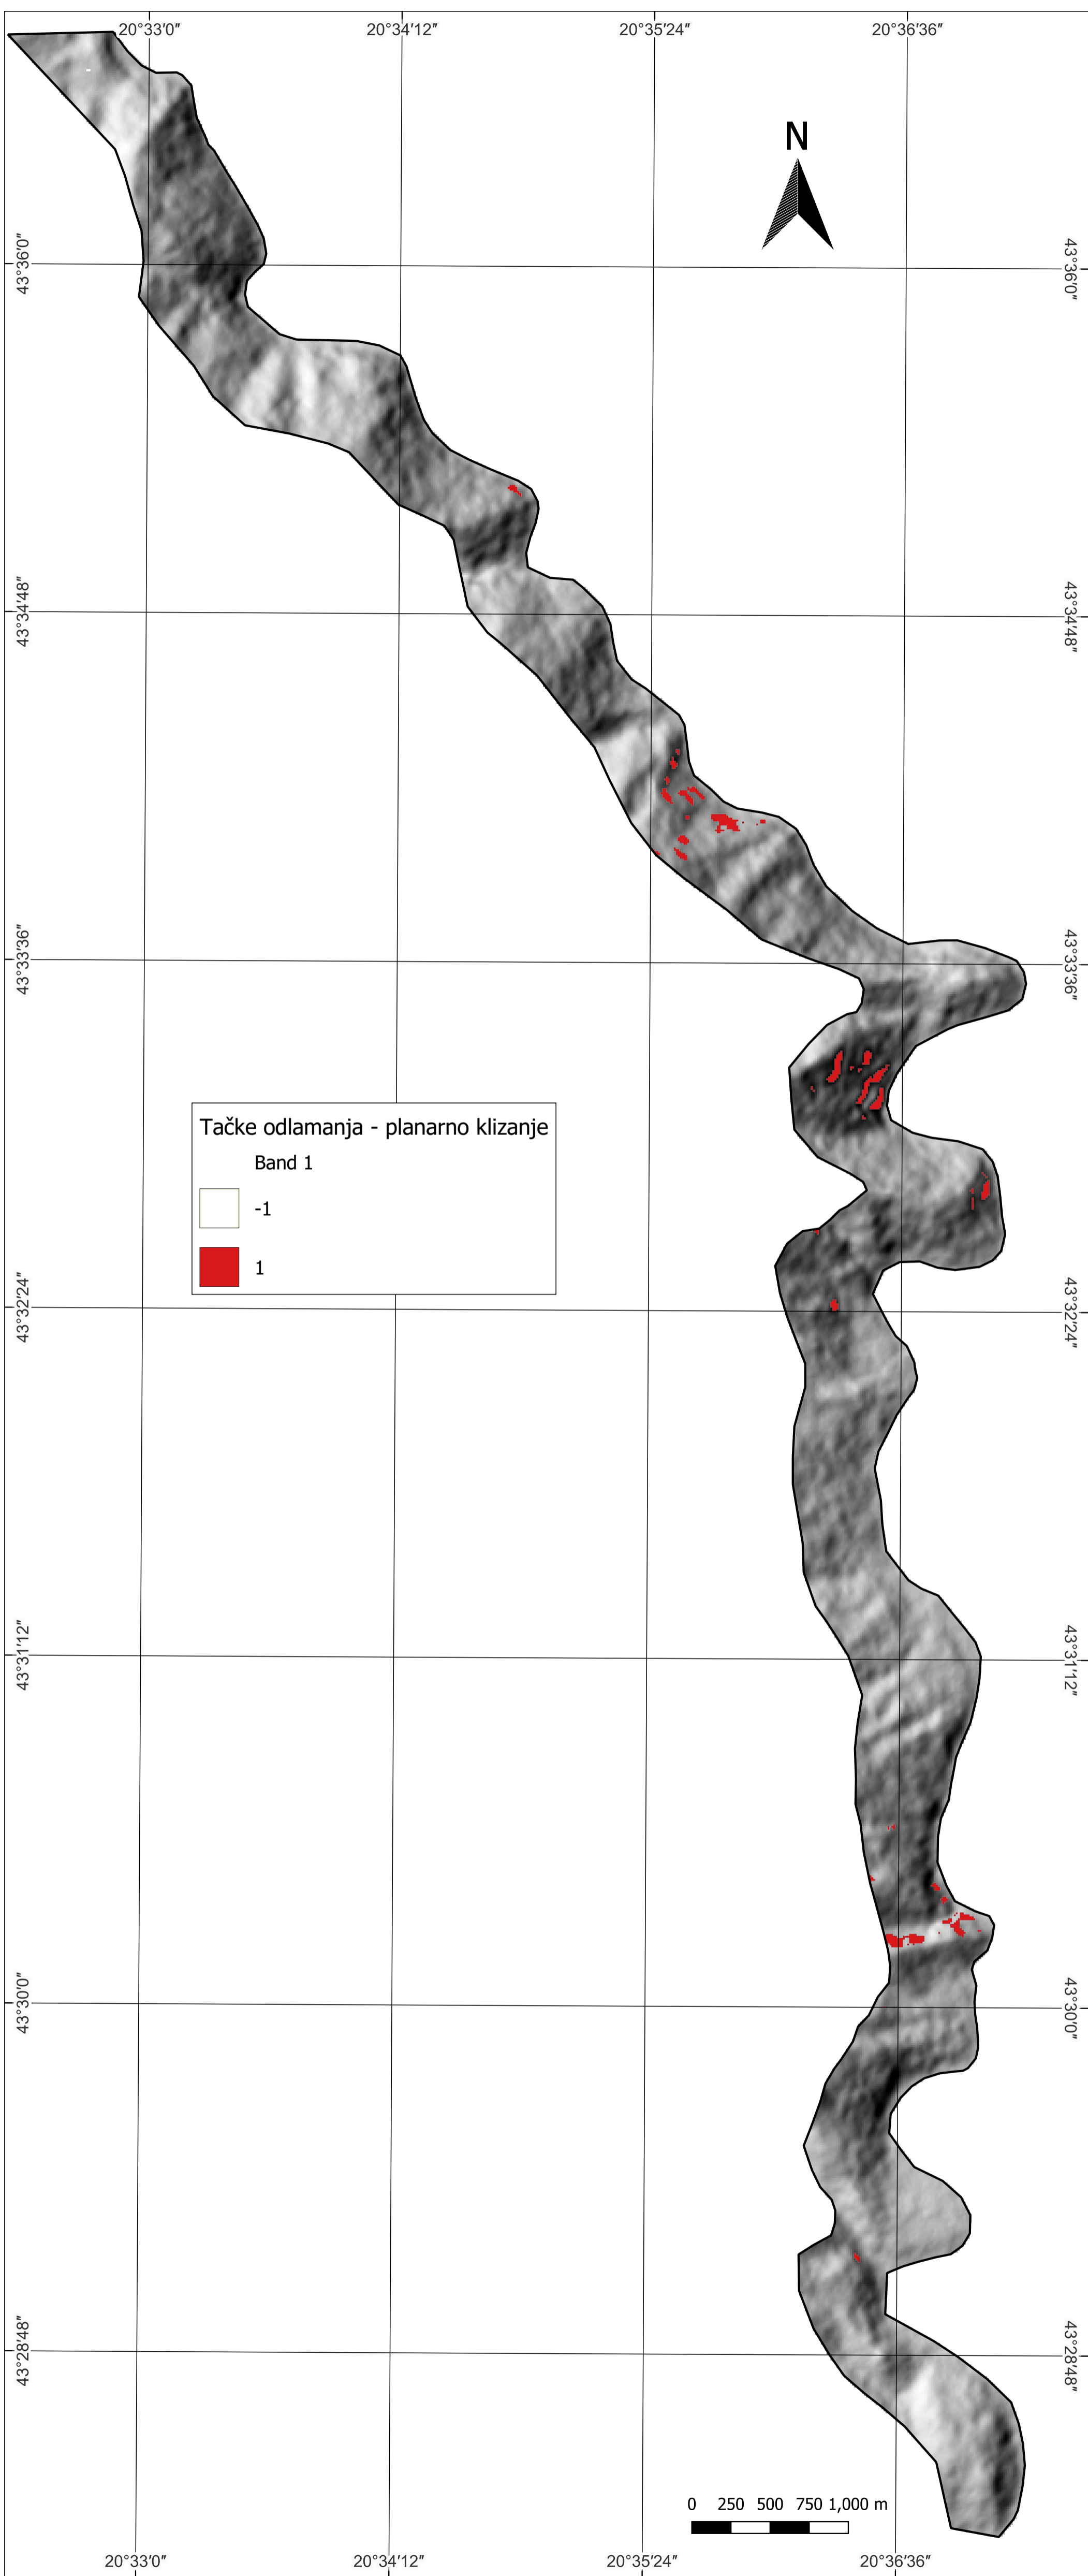 20°33′0″ 20°34′12″ 20°35′24″ 20°36′36″
N
43°36′0″ 43°36′0″
43°34′48″ 43°34′48″
43°33′36″ 43°33′36″
Tačke odlamanja - planarno klizanje
Band 1
-1
1
43°32′24″ 43°32′24″
43°31′12″ 43°31′12″
43°30′0″ 43°30′0″
43°28′48″ 43°28′48″
0 250 500 750 1,000 m
20°33′0″ 20°34′12″ 20°35′24″ 20°36′36″